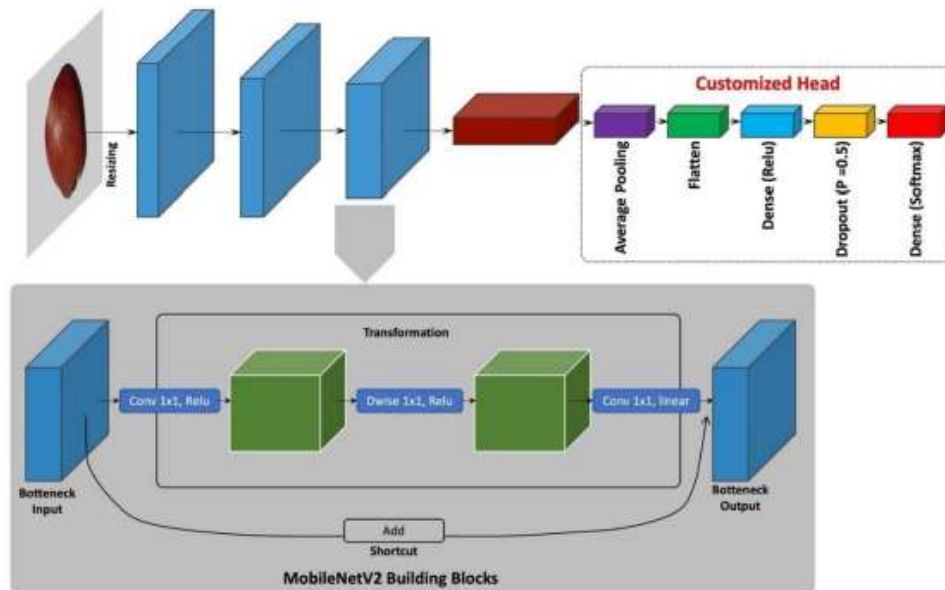 Customized Head
Resizing
Average Pooling
Flatten
Dense (Relu)
Dropout (P =0.5)
Dense (Softmax)
Transformation
Conv 1x1, Relu
Dwise 1x1, Relu
Conv 1x1, linear
Botteneck
Input
Botteneck
Output
Add
Shortcut
MobileNetV2 Building Blocks